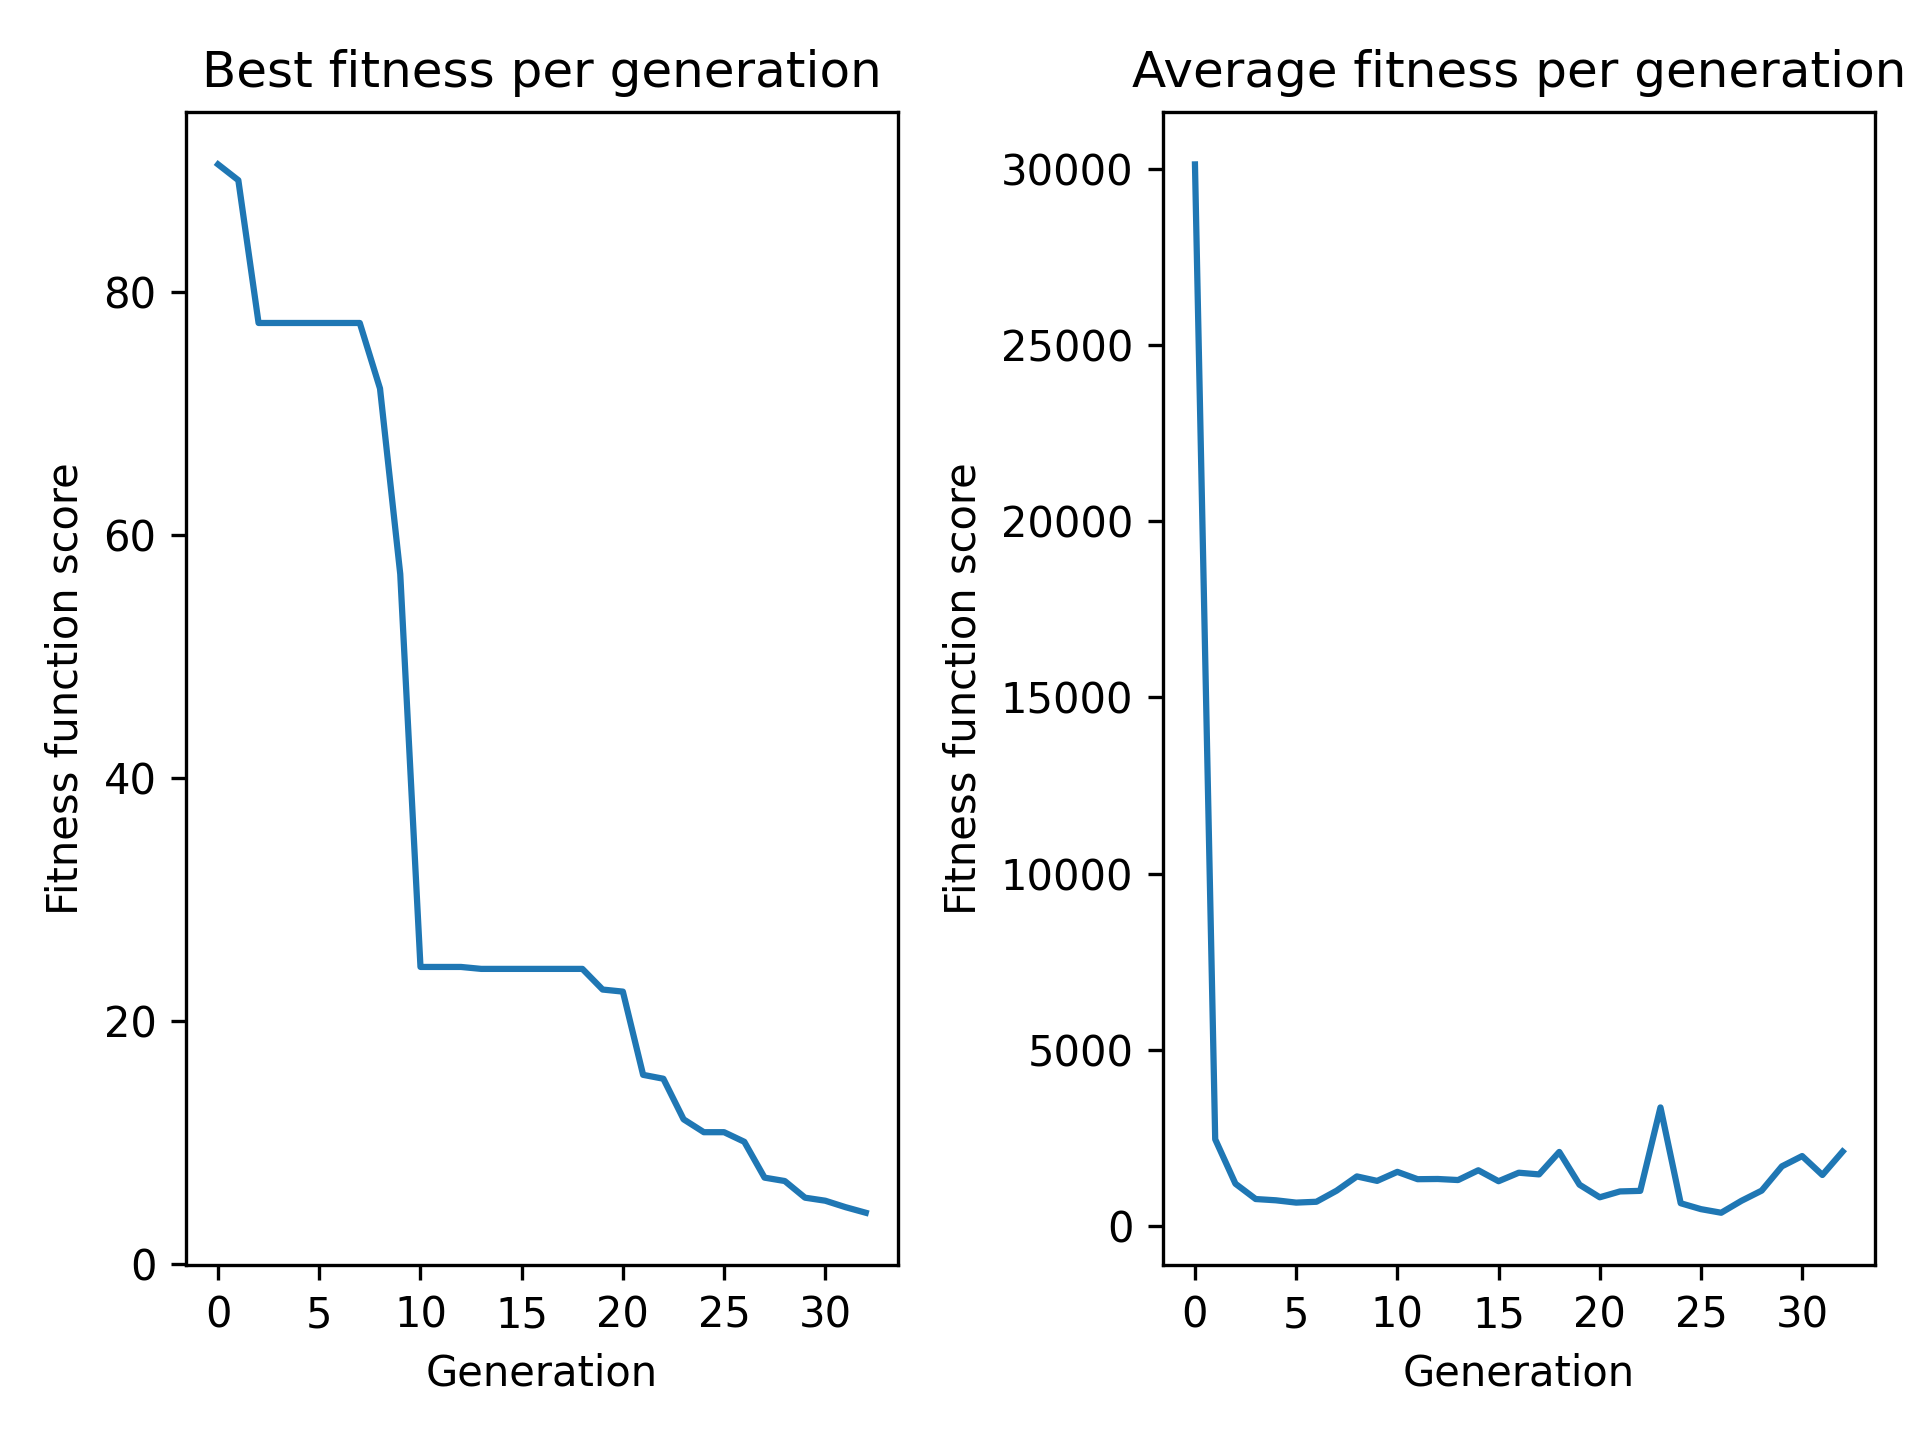 Best fitness per generation
Fitness function score
80
60
40
20
0
0 5 10 15 20 25 30
Generation
Average fitness per generation
Fitness function score
30000
25000
20000
15000
10000
5000
0
0 5 10 15 20 25 30
Generation